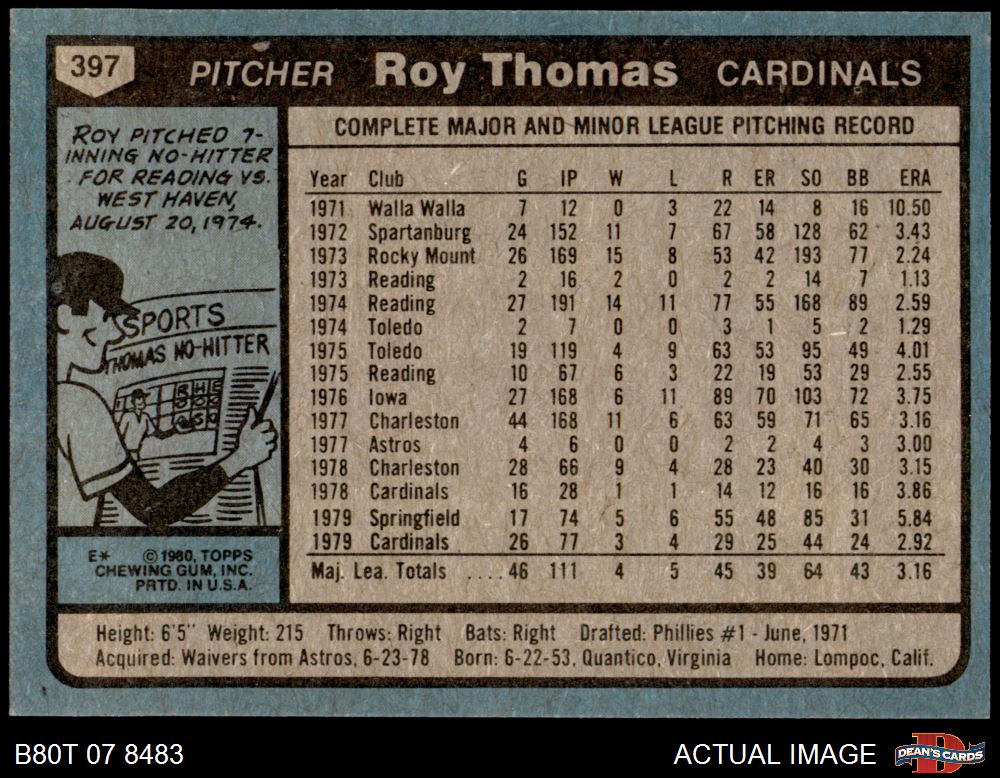 397 PITCHER Roy Thomas CARDINALS
ROY PITCHED 7-
INNING NO-HITTER
FOR READING VS.
WEST HAVEN,
AUGUST 20, 1974.
SPORTS
THOMAS NO-HITTER
R H E
E* © 1980, TOPPS
CHEWING GUM, INC.
PRTD. IN U.S.A.
COMPLETE MAJOR AND MINOR LEAGUE PITCHING RECORD
Year Club G IP W L R ER SO BB ERA
1971 Walla Walla 7 12 0 3 22 14 8 16 10.50
1972 Spartanburg 24 152 11 7 67 58 128 62 3.43
1973 Rocky Mount 26 169 15 8 53 42 193 77 2.24
1973 Reading 2 16 2 0 2 2 14 7 1.13
1974 Reading 27 191 14 11 77 55 168 89 2.59
1974 Toledo 2 7 0 0 3 1 5 2 1.29
1975 Toledo 19 119 4 9 63 53 95 49 4.01
1975 Reading 10 67 6 3 22 19 53 29 2.55
1976 Iowa 27 168 6 11 89 70 103 72 3.75
1977 Charleston 44 168 11 6 63 59 71 65 3.16
1977 Astros 4 6 0 0 2 2 4 3 3.00
1978 Charleston 28 66 9 4 28 23 40 30 3.15
1978 Cardinals 16 28 1 1 14 12 16 16 3.86
1979 Springfield 17 74 5 6 55 48 85 31 5.84
1979 Cardinals 26 77 3 4 29 25 44 24 2.92
Maj. Lea. Totals ....46 111 4 5 45 39 64 43 3.16
Height: 6'5" Weight: 215 Throws: Right Bats: Right Drafted: Phillies #1 - June, 1971
Acquired: Waivers from Astros, 6-23-78 Born: 6-22-53, Quantico, Virginia Home: Lompoc, Calif.
B80T 07 8483
ACTUAL IMAGE
DEAN'S CARDS